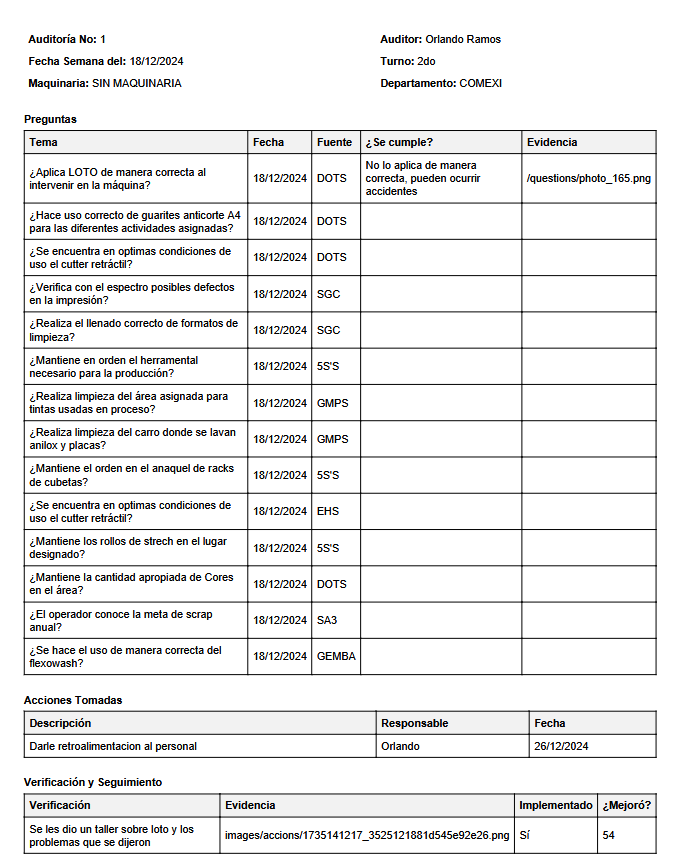 Auditoría No: 1 Auditor: Orlando Ramos
Fecha Semana del: 18/12/2024 Turno: 2do
Maquinaria: SIN MAQUINARIA Departamento: COMEXI
Preguntas
Tema Fecha Fuente ¿Se cumple? Evidencia
¿Aplica LOTO de manera correcta al
intervenir en la máquina?
18/12/2024 DOTS
No lo aplica de manera
correcta, pueden ocurrir
accidentes
/questions/photo_165.png
¿Hace uso correcto de guarites anticorte A4
para las diferentes actividades asignadas?
18/12/2024 DOTS
¿Se encuentra en optimas condiciones de
uso el cutter retráctil?
18/12/2024 DOTS
¿Verifica con el espectro posibles defectos
en la impresión?
18/12/2024 SGC
¿Realiza el llenado correcto de formatos de
limpieza?
18/12/2024 SGC
¿Mantiene en orden el herramental
necesario para la producción?
18/12/2024 5S'S
¿Realiza limpieza del área asignada para
tintas usadas en proceso?
18/12/2024 GMPS
¿Realiza limpieza del carro donde se lavan
anilox y placas?
18/12/2024 GMPS
¿Mantiene el orden en el anaquel de racks
de cubetas?
18/12/2024 5S'S
¿Se encuentra en optimas condiciones de
uso el cutter retráctil?
18/12/2024 EHS
¿Mantiene los rollos de strech en el lugar
designado?
18/12/2024 5S'S
¿Mantiene la cantidad apropiada de Cores
en el área?
18/12/2024 DOTS
¿El operador conoce la meta de scrap
anual?
18/12/2024 SA3
¿Se hace el uso de manera correcta del
flexowash?
18/12/2024 GEMBA
Acciones Tomadas
Descripción Responsable Fecha
Darle retroalimentacion al personal Orlando 26/12/2024
Verificación y Seguimiento
Verificación Evidencia Implementado ¿Mejoró?
Se les dio un taller sobre loto y los
problemas que se dijeron
images/accions/1735141217_3525121881d545e92e26.png Sí 54